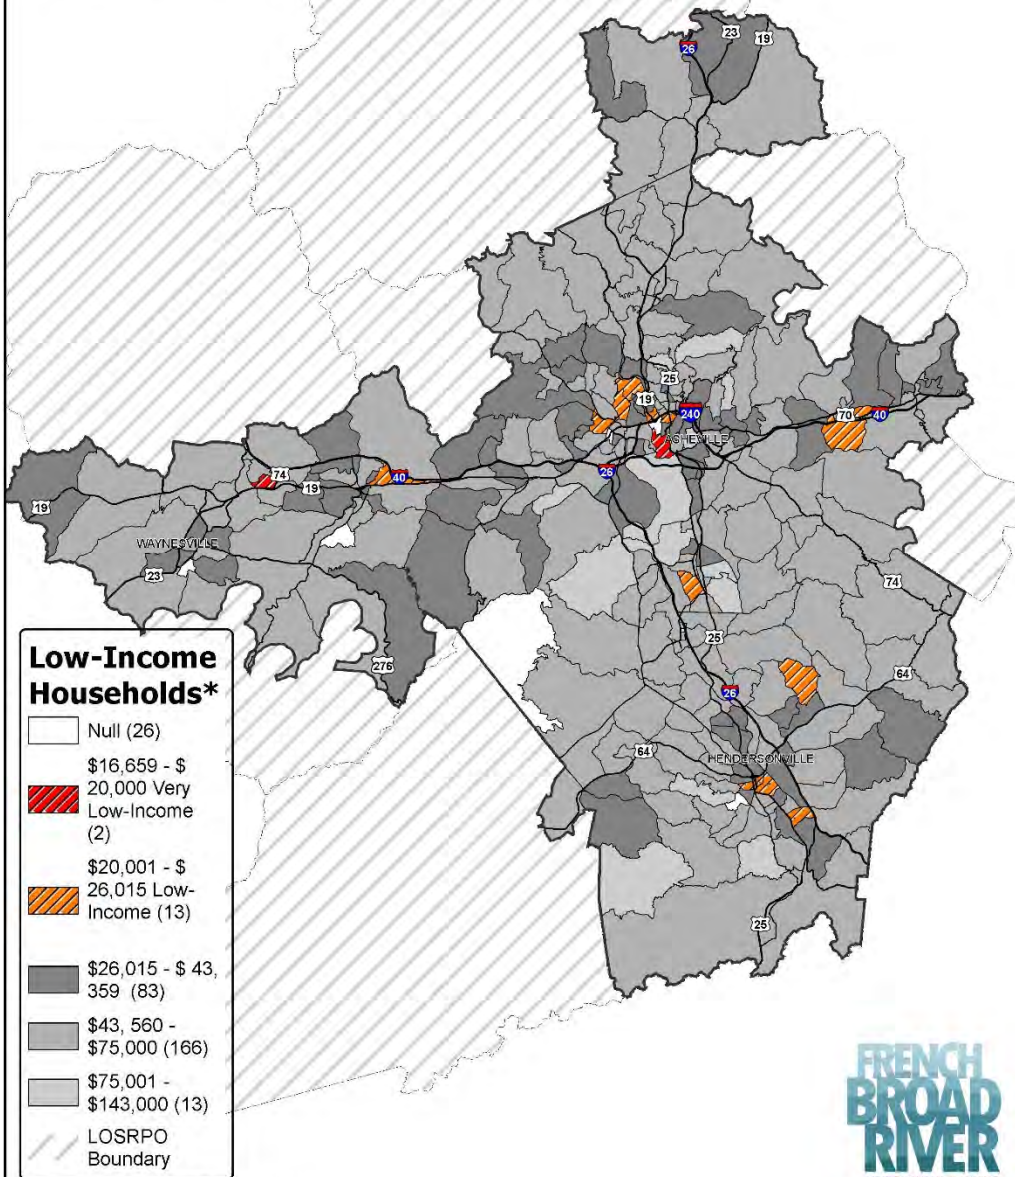 26
23
19
25
19
240
70
40
ASHEVILLE
74
40
19
26
19
WAYNESVILLE
23
74
25
276
64
26
64
HENDERSONVILLE
25
Low-Income
Households*
Null (26)
$16,659 - $
20,000 Very
Low-Income
(2)
$20,001 - $
26,015 Low-
Income (13)
$26,015 - $ 43,
359 (83)
$43, 560 -
$75,000 (166)
$75,001 -
$143,000 (13)
LOSRPO
Boundary
FRENCH
BROAD
RIVER